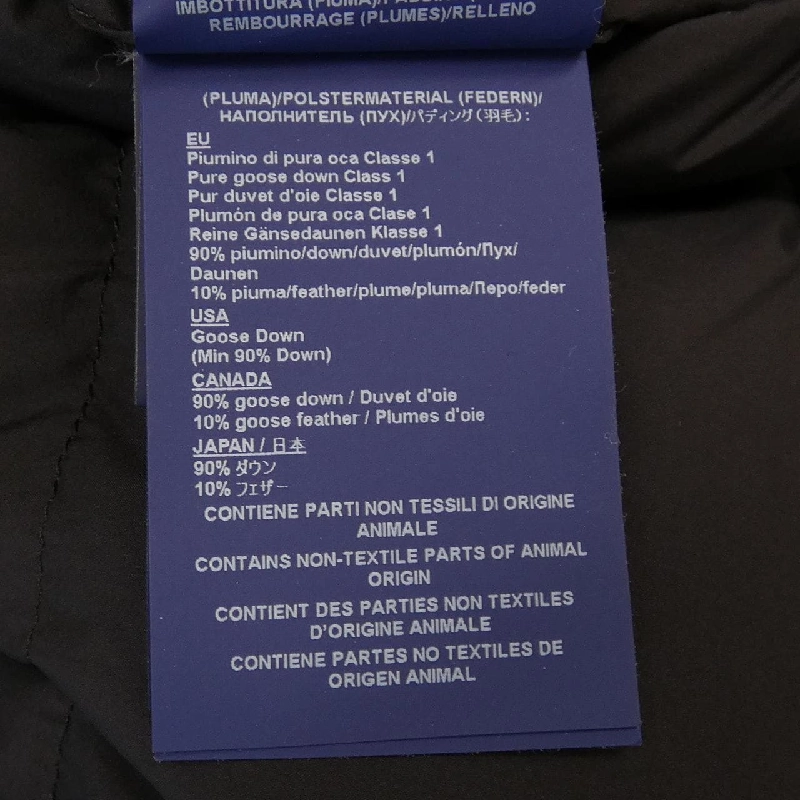 IMBOTTITURA (PIUMA)/
REMBOURRAGE (PLUMES)/RELLENO
(PLUMA)/POLSTERMATERIAL (FEDERN)/
НАПОЛНИТЕЛЬ (ПУХ)/パディング(羽毛):
EU
Piumino di pura oca Classe 1
Pure goose down Class 1
Pur duvet d'oie Classe 1
Plumón de pura oca Clase 1
Reine Gänsedaunen Klasse 1
90% piumino/down/duvet/plumón/Пух/
Daunen
10% piuma/feather/plume/pluma/Перо/feder
USA
Goose Down
(Min 90% Down)
CANADA
90% goose down / Duvet d'oie
10% goose feather / Plumes d'oie
JAPAN / 日本
90% ダウン
10% フェザー
CONTIENE PARTI NON TESSILI DI ORIGINE
ANIMALE
CONTAINS NON-TEXTILE PARTS OF ANIMAL
ORIGIN
CONTIENT DES PARTIES NON TEXTILES
D'ORIGINE ANIMALE
CONTIENE PARTES NO TEXTILES DE
ORIGEN ANIMAL